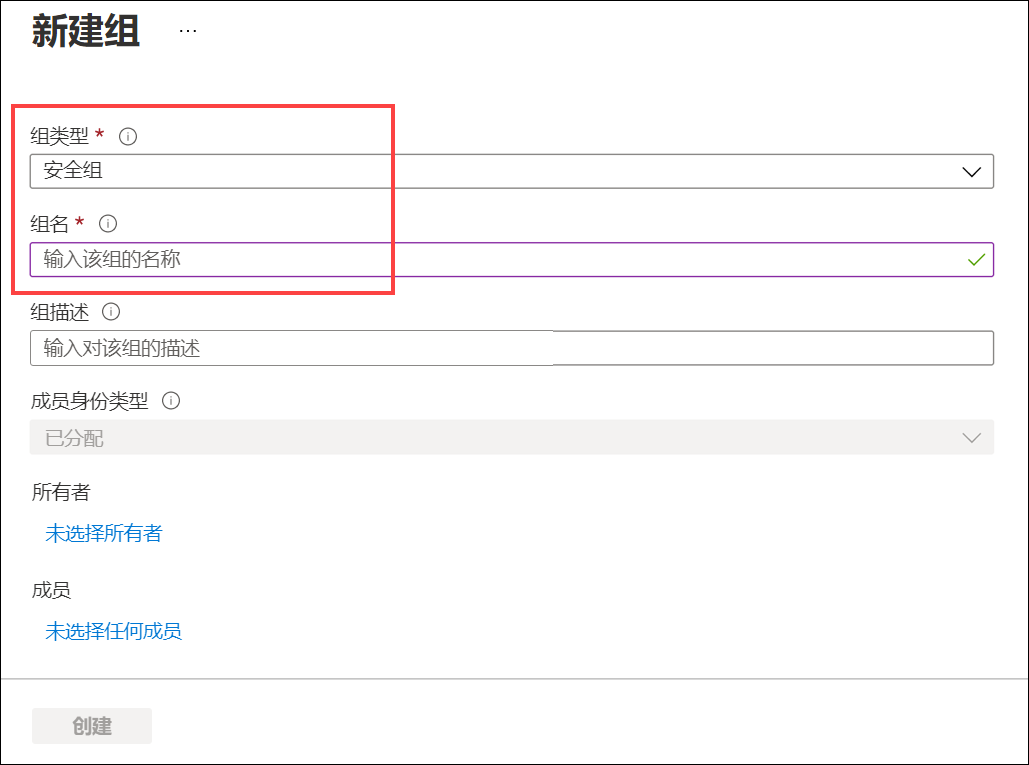 新建组 ...
组类型 *
安全组
组名 *
输入该组的名称
组描述
输入对该组的描述
成员身份类型
已分配
所有者
未选择所有者
成员
未选择任何成员
创建